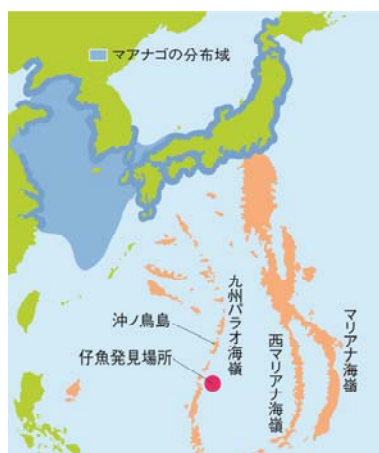 マアナゴの分布域
沖ノ鳥島
仔魚発見場所
九州パラオ海嶺
西マリアナ海嶺
マリアナ海嶺